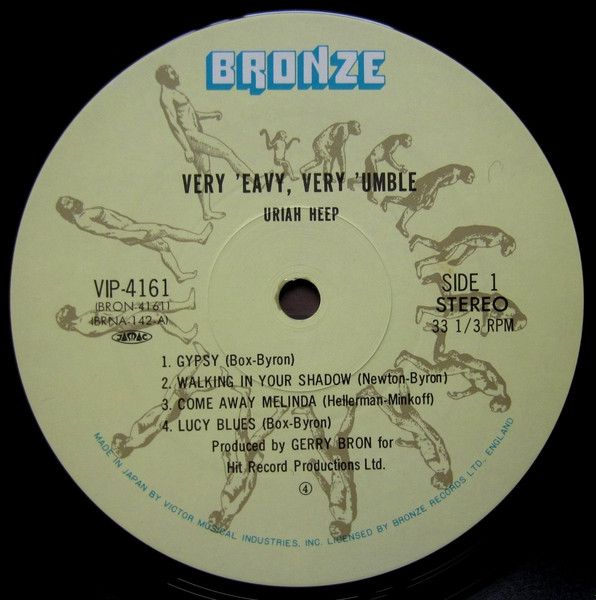 BRONZE
VERY 'EAVY, VERY 'UMBLE
URIAH HEEP
VIP-4161
(BRON-4161)
(BRNA-142-A)
JASRAC
SIDE 1
STEREO
33 1/3 RPM
1. GYPSY (Box-Byron)
2. WALKING IN YOUR SHADOW (Newton-Byron)
3. COME AWAY MELINDA (Hellerman-Minkoff)
4. LUCY BLUES (Box-Byron)
Produced by GERRY BRON for
Hit Record Productions Ltd.
④
MADE IN JAPAN BY VICTOR MUSICAL INDUSTRIES, INC. LICENSED BY BRONZE RECORDS LTD., ENGLAND